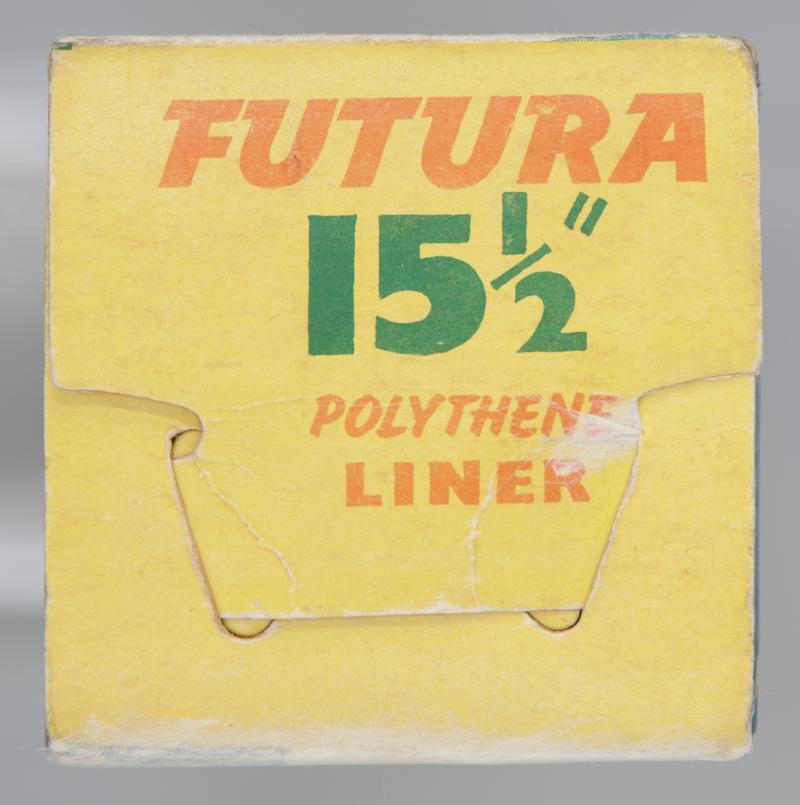 FUTURA
15½"
POLYTHENE
LINER